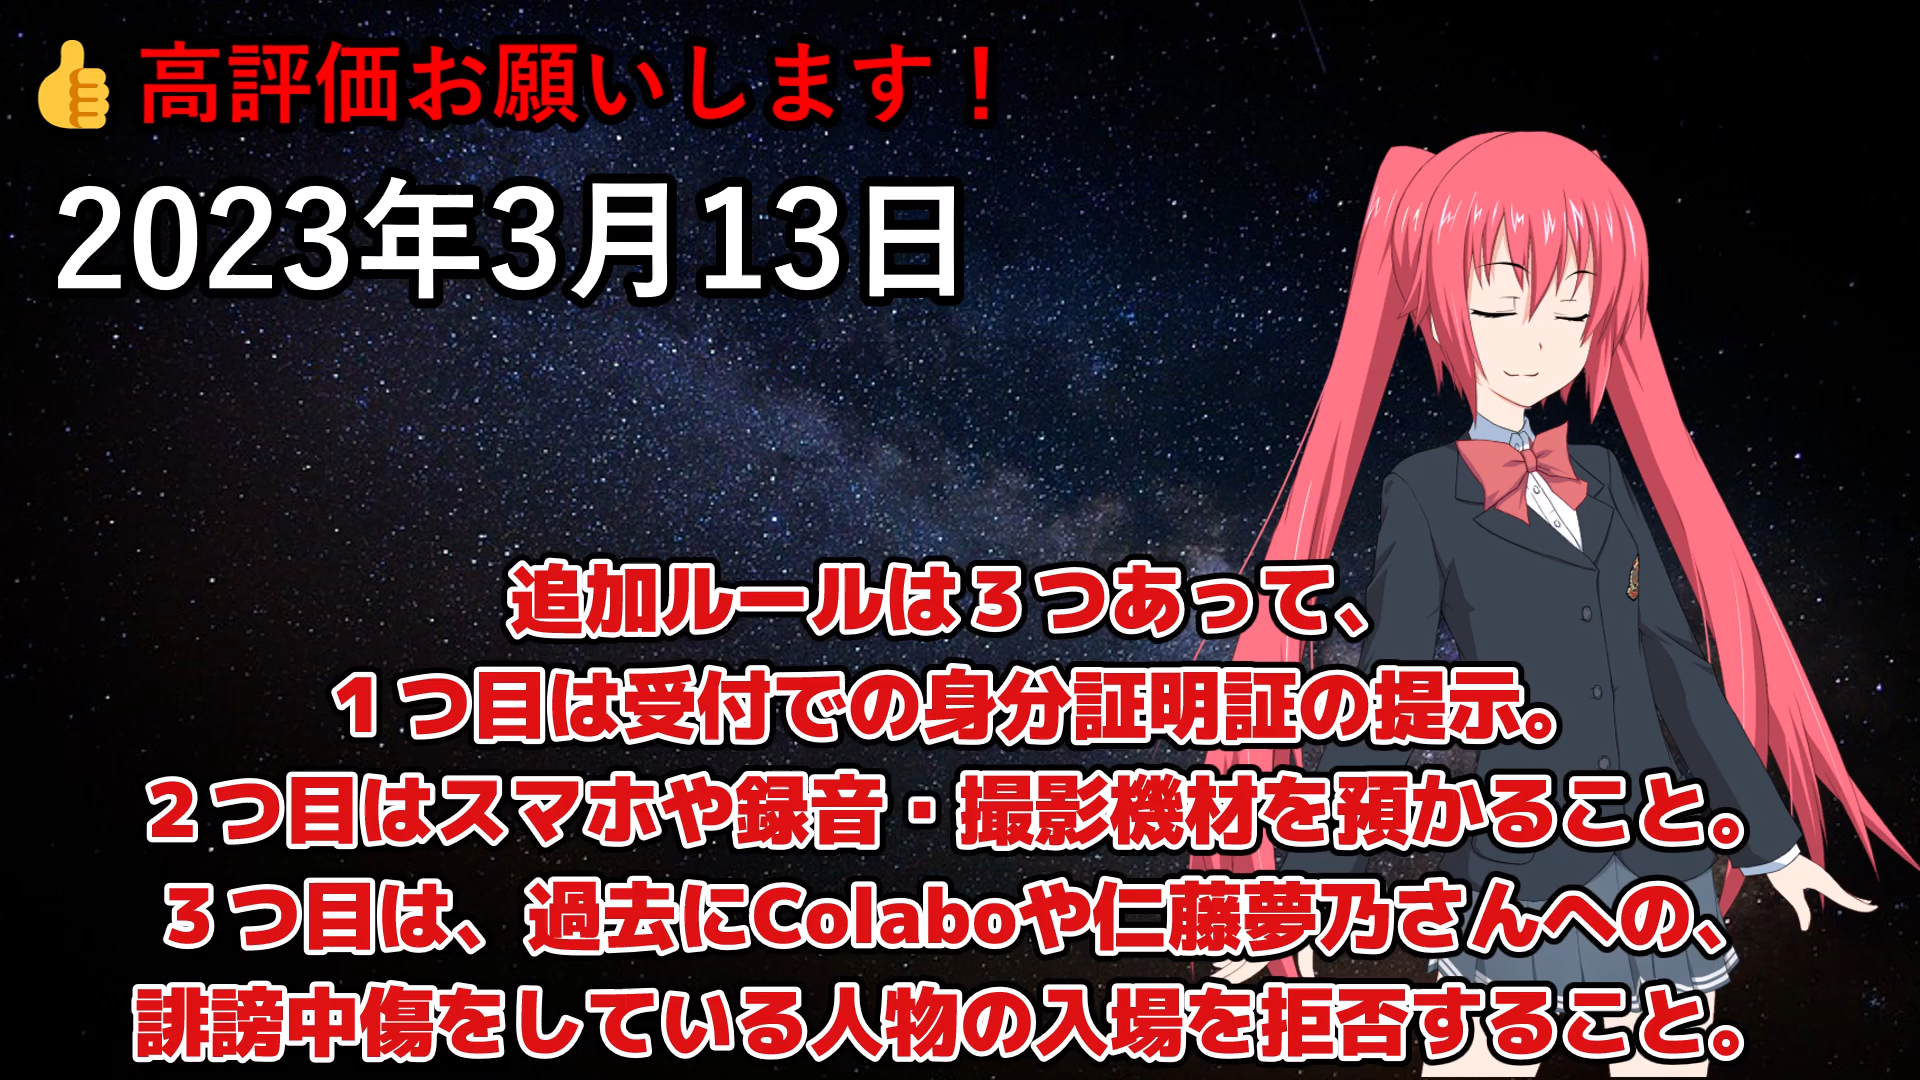 高評価お願いします！
2023年3月13日
追加ルールは３つあって、
１つ目は受付での身分証明証の提示。
２つ目はスマホや録音・撮影機材を預かること。
３つ目は、過去にColaboや仁藤夢乃さんへの、
誹謗中傷をしている人物の入場を拒否すること。